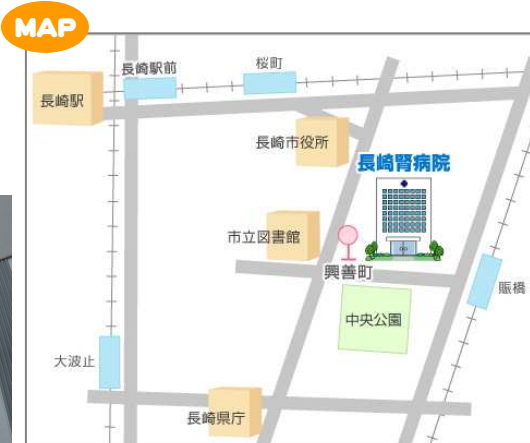 MAP
長崎駅前
桜町
長崎駅
長崎市役所
長崎腎病院
市立図書館
興善町
賑橋
中央公園
大波止
長崎県庁